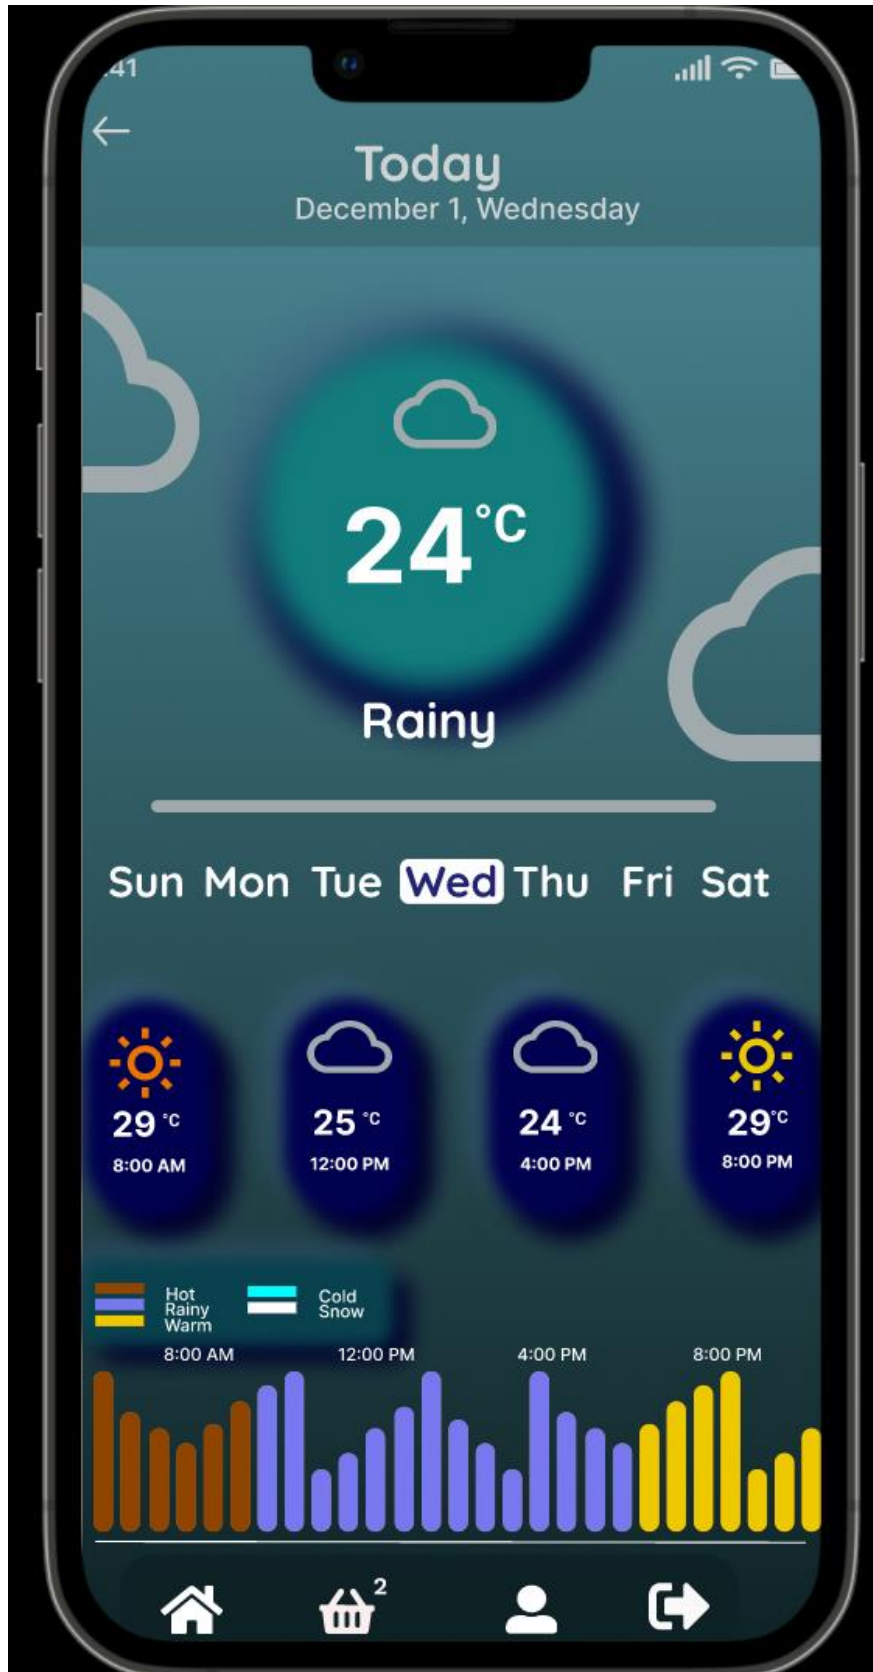 :41
Today
December 1, Wednesday
24°C
Rainy
Sun Mon Tue Wed Thu Fri Sat
29 °C
8:00 AM
25 °C
12:00 PM
24 °C
4:00 PM
29°C
8:00 PM
Hot
Rainy
Warm
Cold
Snow
8:00 AM 12:00 PM 4:00 PM 8:00 PM
2